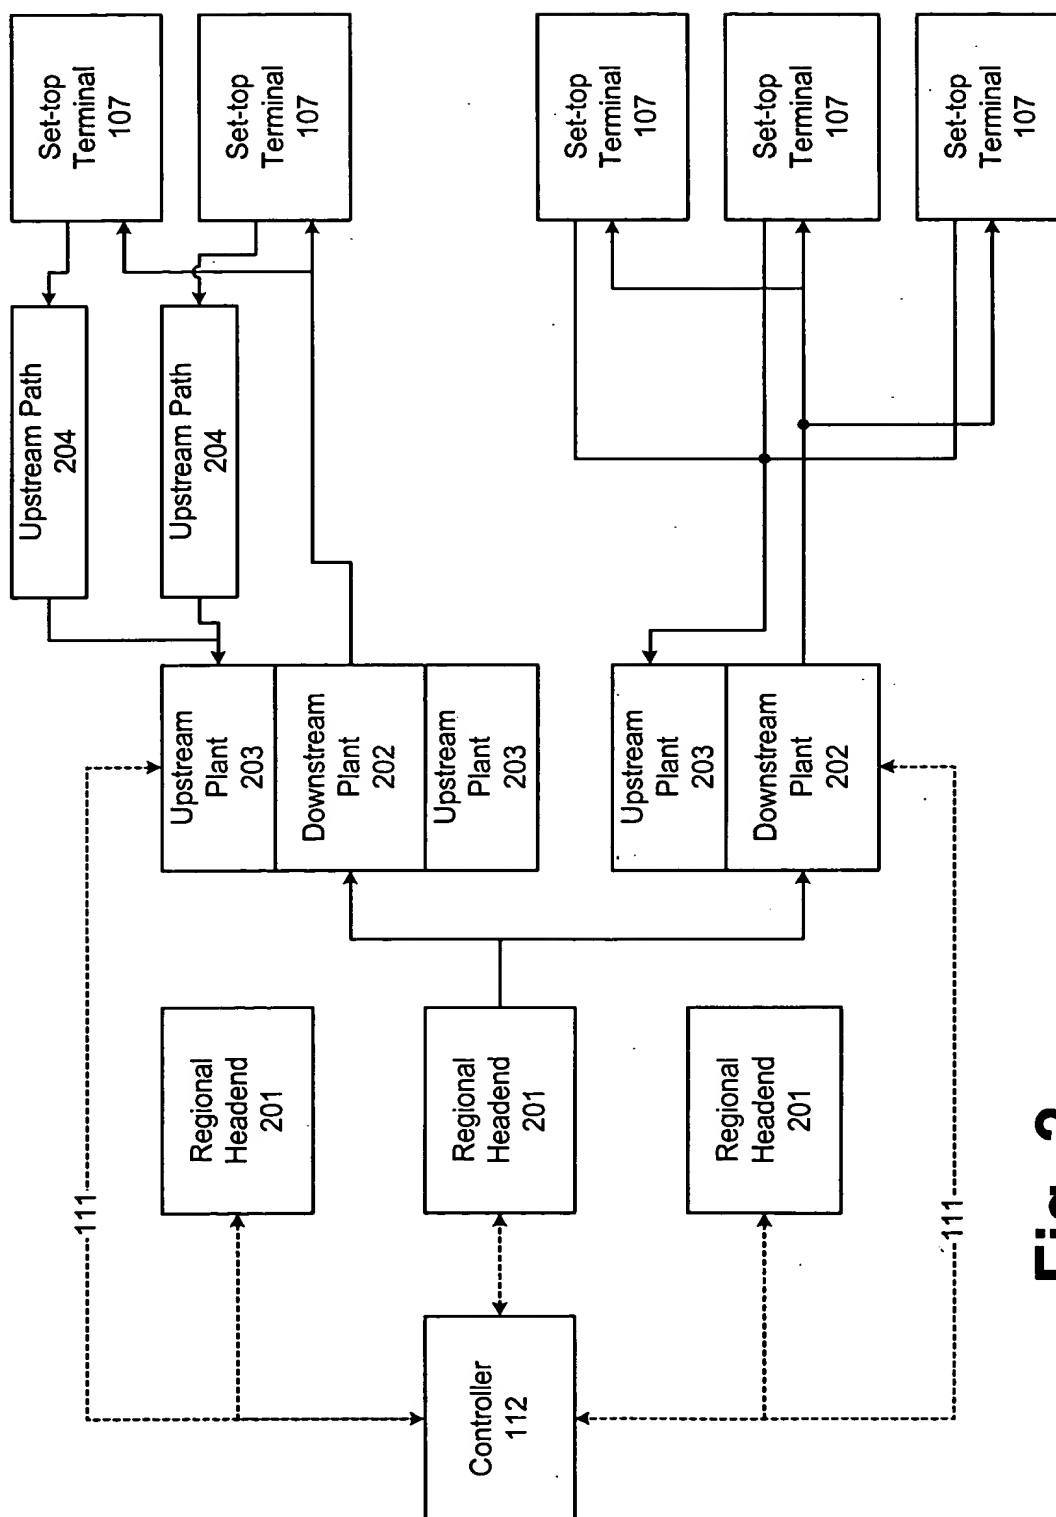 Set-top
Terminal
107
Set-top
Terminal
107
Set-top
Terminal
107
Set-top
Terminal
107
Set-top
Terminal
107
Upstream Path
204
Upstream Path
204
Upstream
Plant
203
Downstream
Plant
202
Upstream
Plant
203
Upstream
Plant
203
Downstream
Plant
202
Regional
Headend
201
Regional
Headend
201
Regional
Headend
201
111
111
Controller
112
Fig. 2